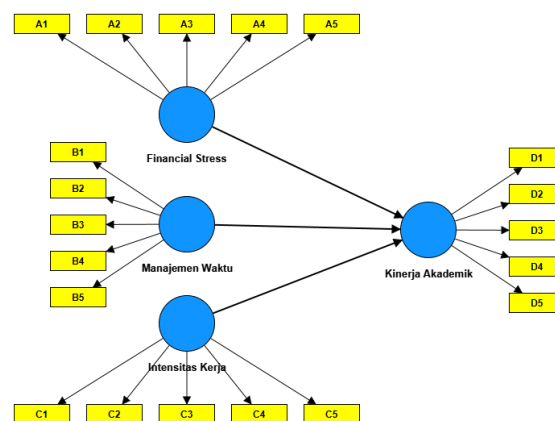 A1 A2 A3 A4 A5
Financial Stress
B1
B2
B3
B4
B5
Manajemen Waktu
D1
D2
D3
D4
D5
Kinerja Akademik
Intensitas Kerja
C1 C2 C3 C4 C5